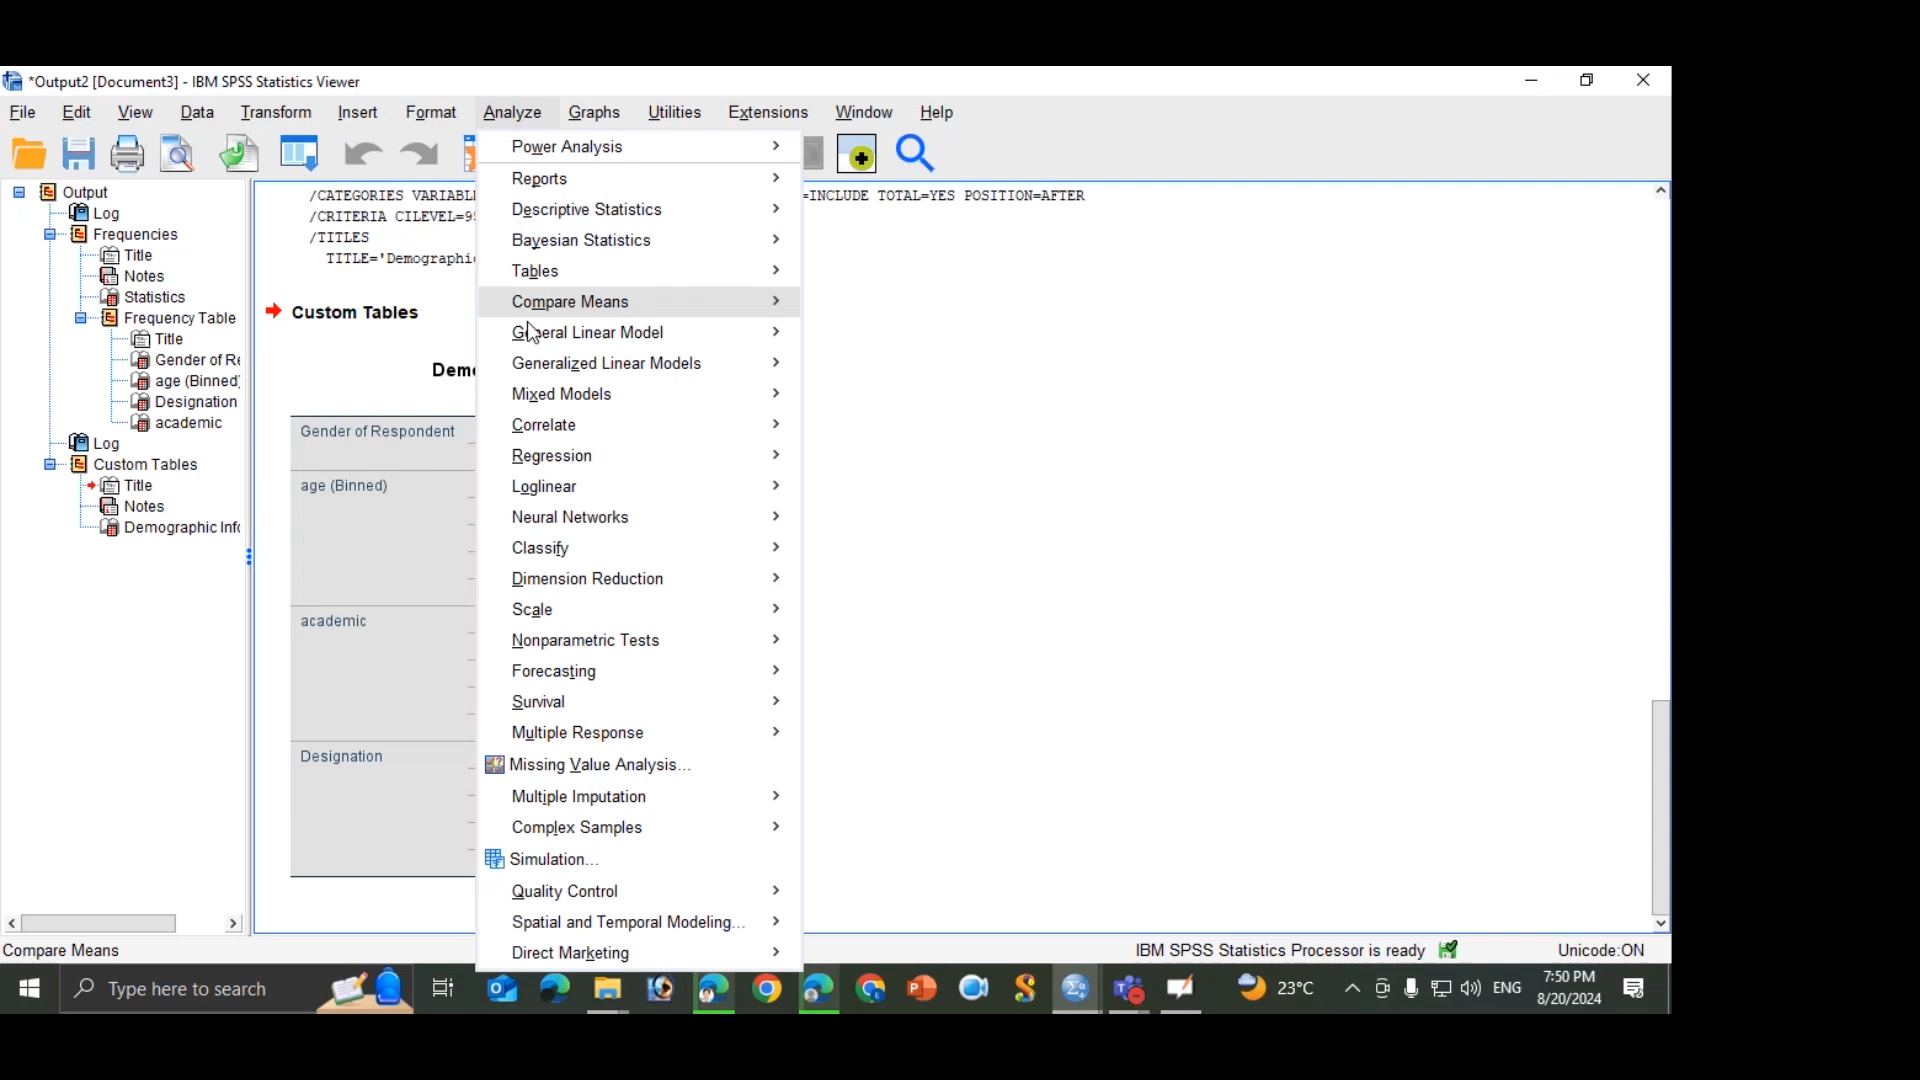 *Output2 [Document3] - IBM SPSS Statistics Viewer
File Edit View Data Transform Insert Format Analyze Graphs Utilities Extensions Window Help
Output
Log
Frequencies
Title
Notes
Statistics
Frequency Table
Title
Gender of Re
age (Binned)
Designation
academic
Log
Custom Tables
Title
Notes
Demographic Info
/CATEGORIES VARIABL
=INCLUDE TOTAL=YES POSITION=AFTER
/CRITERIA CILEVEL=9
/TITLES
TITLE='Demographi
Custom Tables
Demo
Gender of Respondent
age (Binned)
academic
Designation
Power Analysis
Reports
Descriptive Statistics
Bayesian Statistics
Tables
Compare Means
General Linear Model
Generalized Linear Models
Mixed Models
Correlate
Regression
Loglinear
Neural Networks
Classify
Dimension Reduction
Scale
Nonparametric Tests
Forecasting
Survival
Multiple Response
Missing Value Analysis...
Multiple Imputation
Complex Samples
Simulation...
Quality Control
Spatial and Temporal Modeling...
Direct Marketing
Compare Means
IBM SPSS Statistics Processor is ready
Unicode:ON
Type here to search
23°C
ENG
7:50 PM
8/20/2024